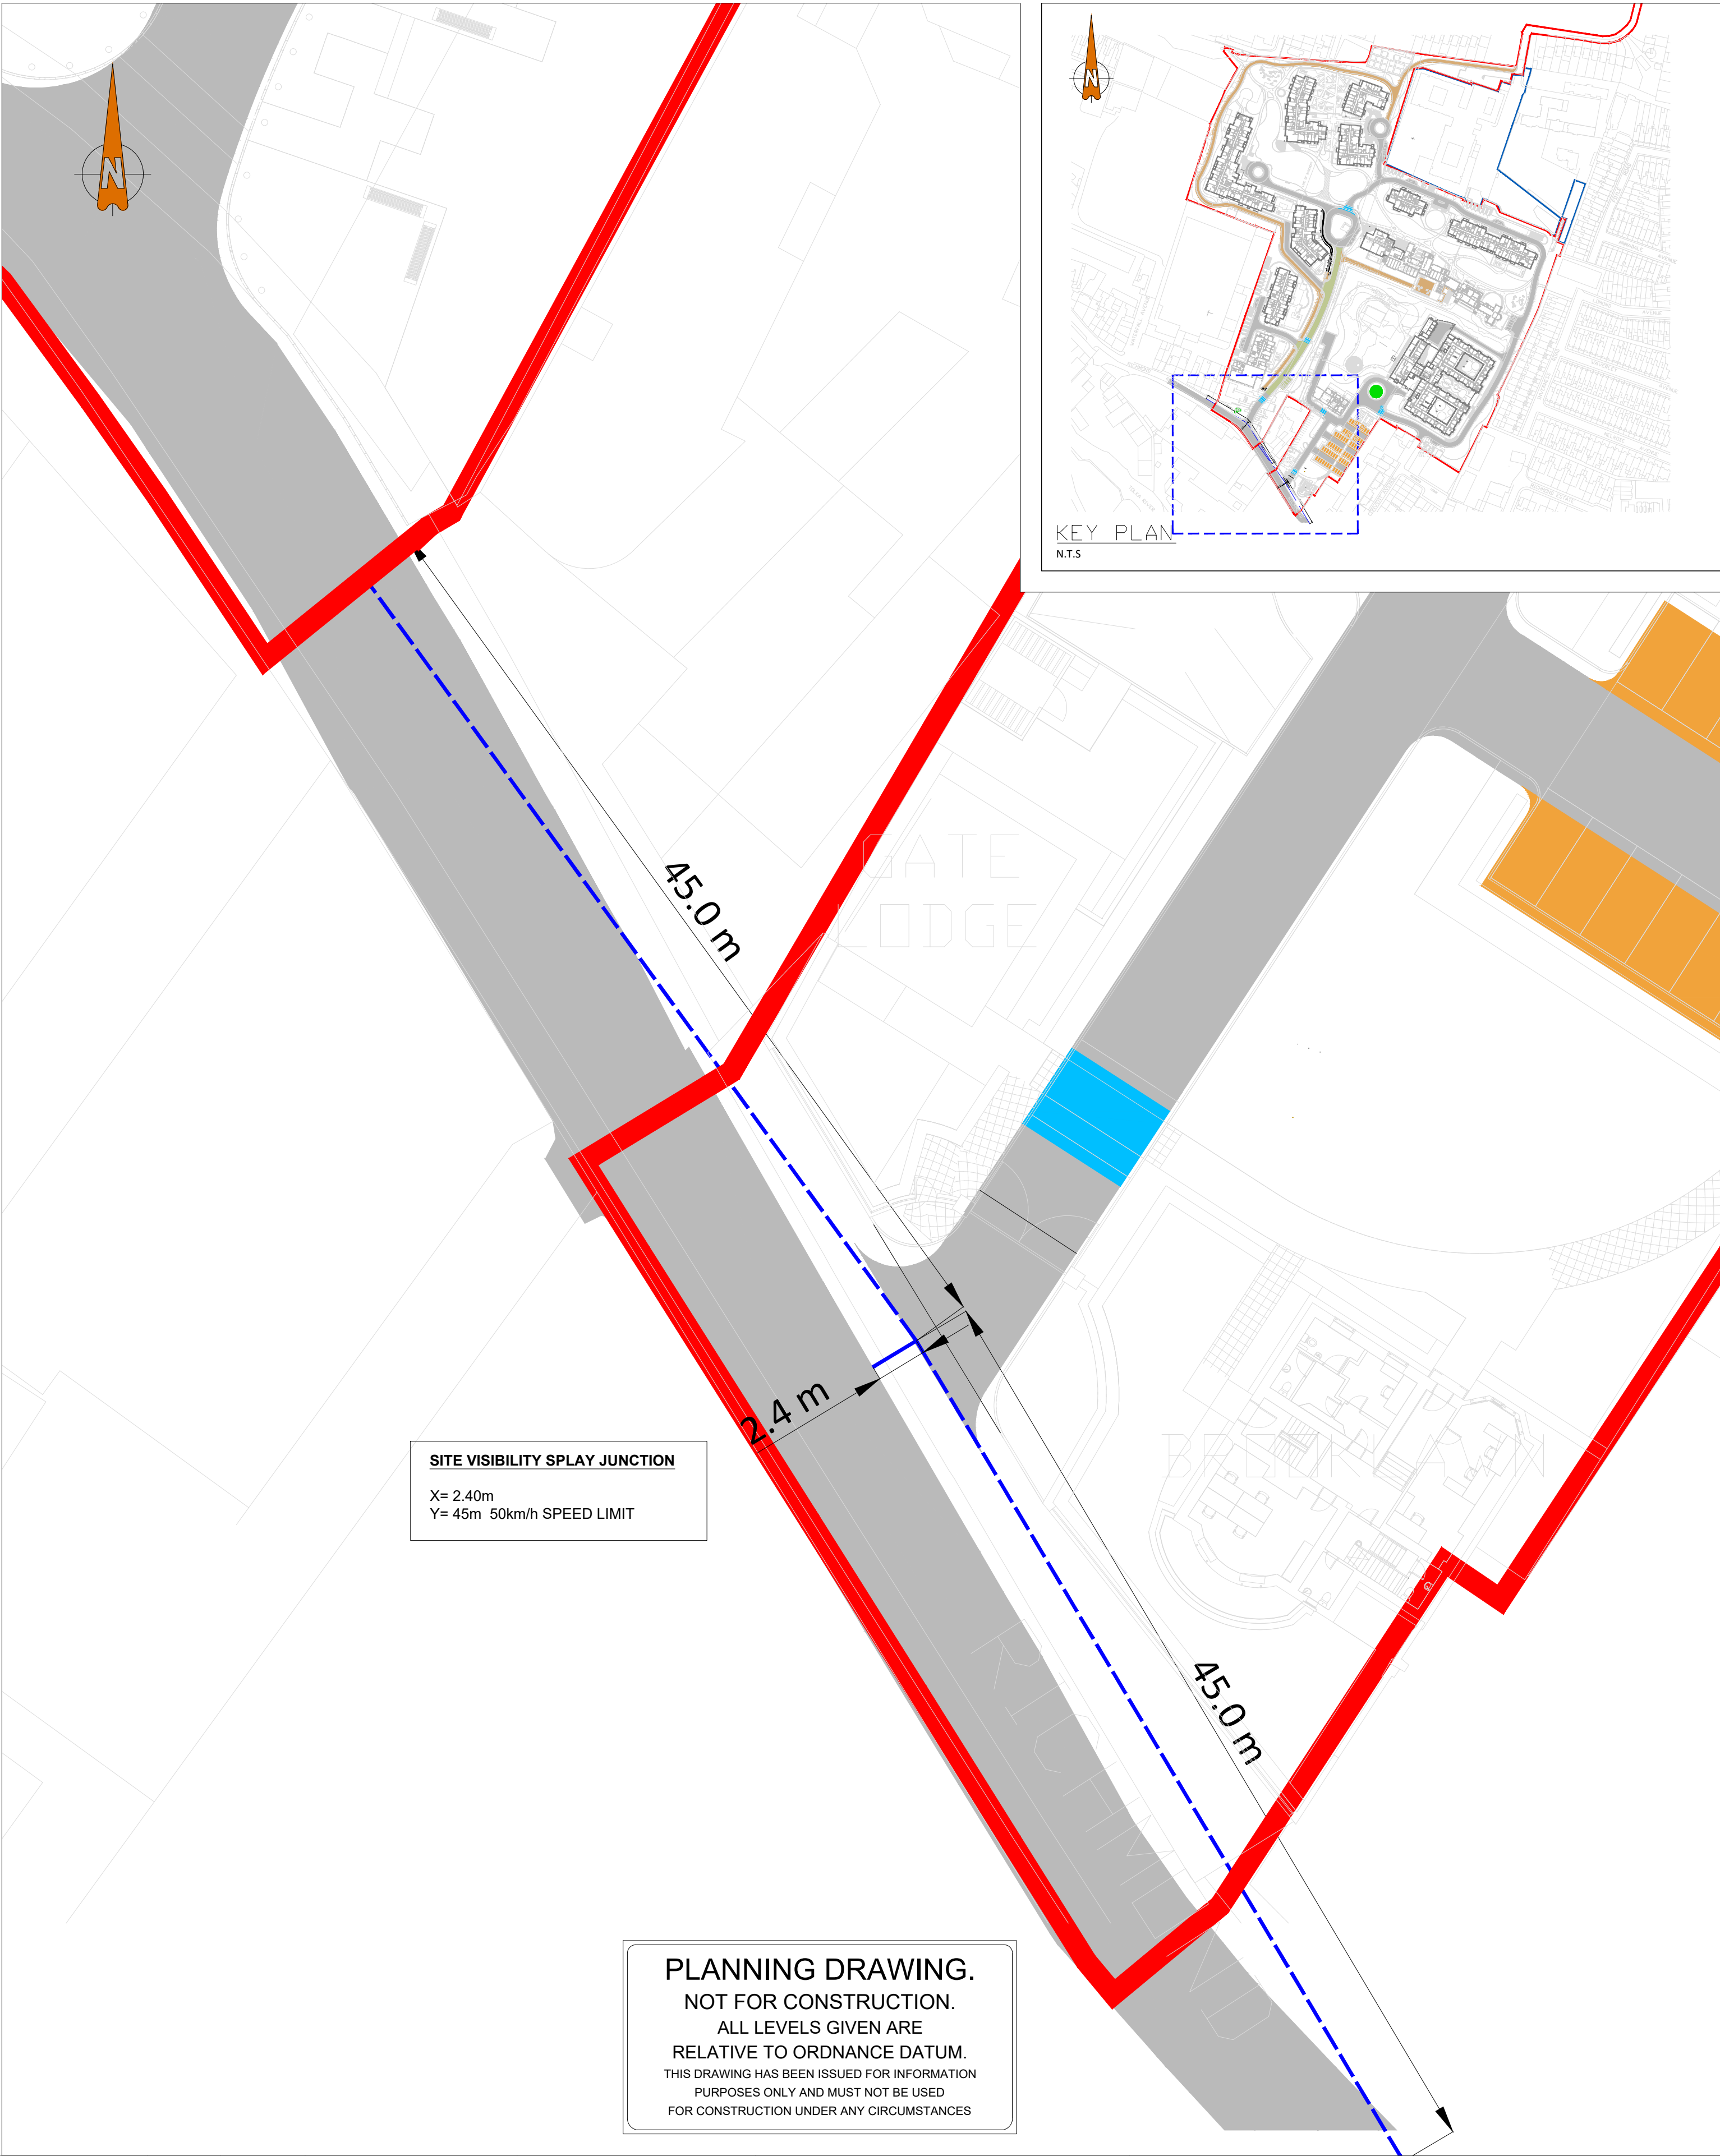 N
N
KEY PLAN
N.T.S
45.0 m
GATE
LODGE
2.4 m
SITE VISIBILITY SPLAY JUNCTION
X= 2.40m
Y= 45m 50km/h SPEED LIMIT
45.0 m
PLANNING DRAWING.
NOT FOR CONSTRUCTION.
ALL LEVELS GIVEN ARE
RELATIVE TO ORDNANCE DATUM.
THIS DRAWING HAS BEEN ISSUED FOR INFORMATION
PURPOSES ONLY AND MUST NOT BE USED
FOR CONSTRUCTION UNDER ANY CIRCUMSTANCES